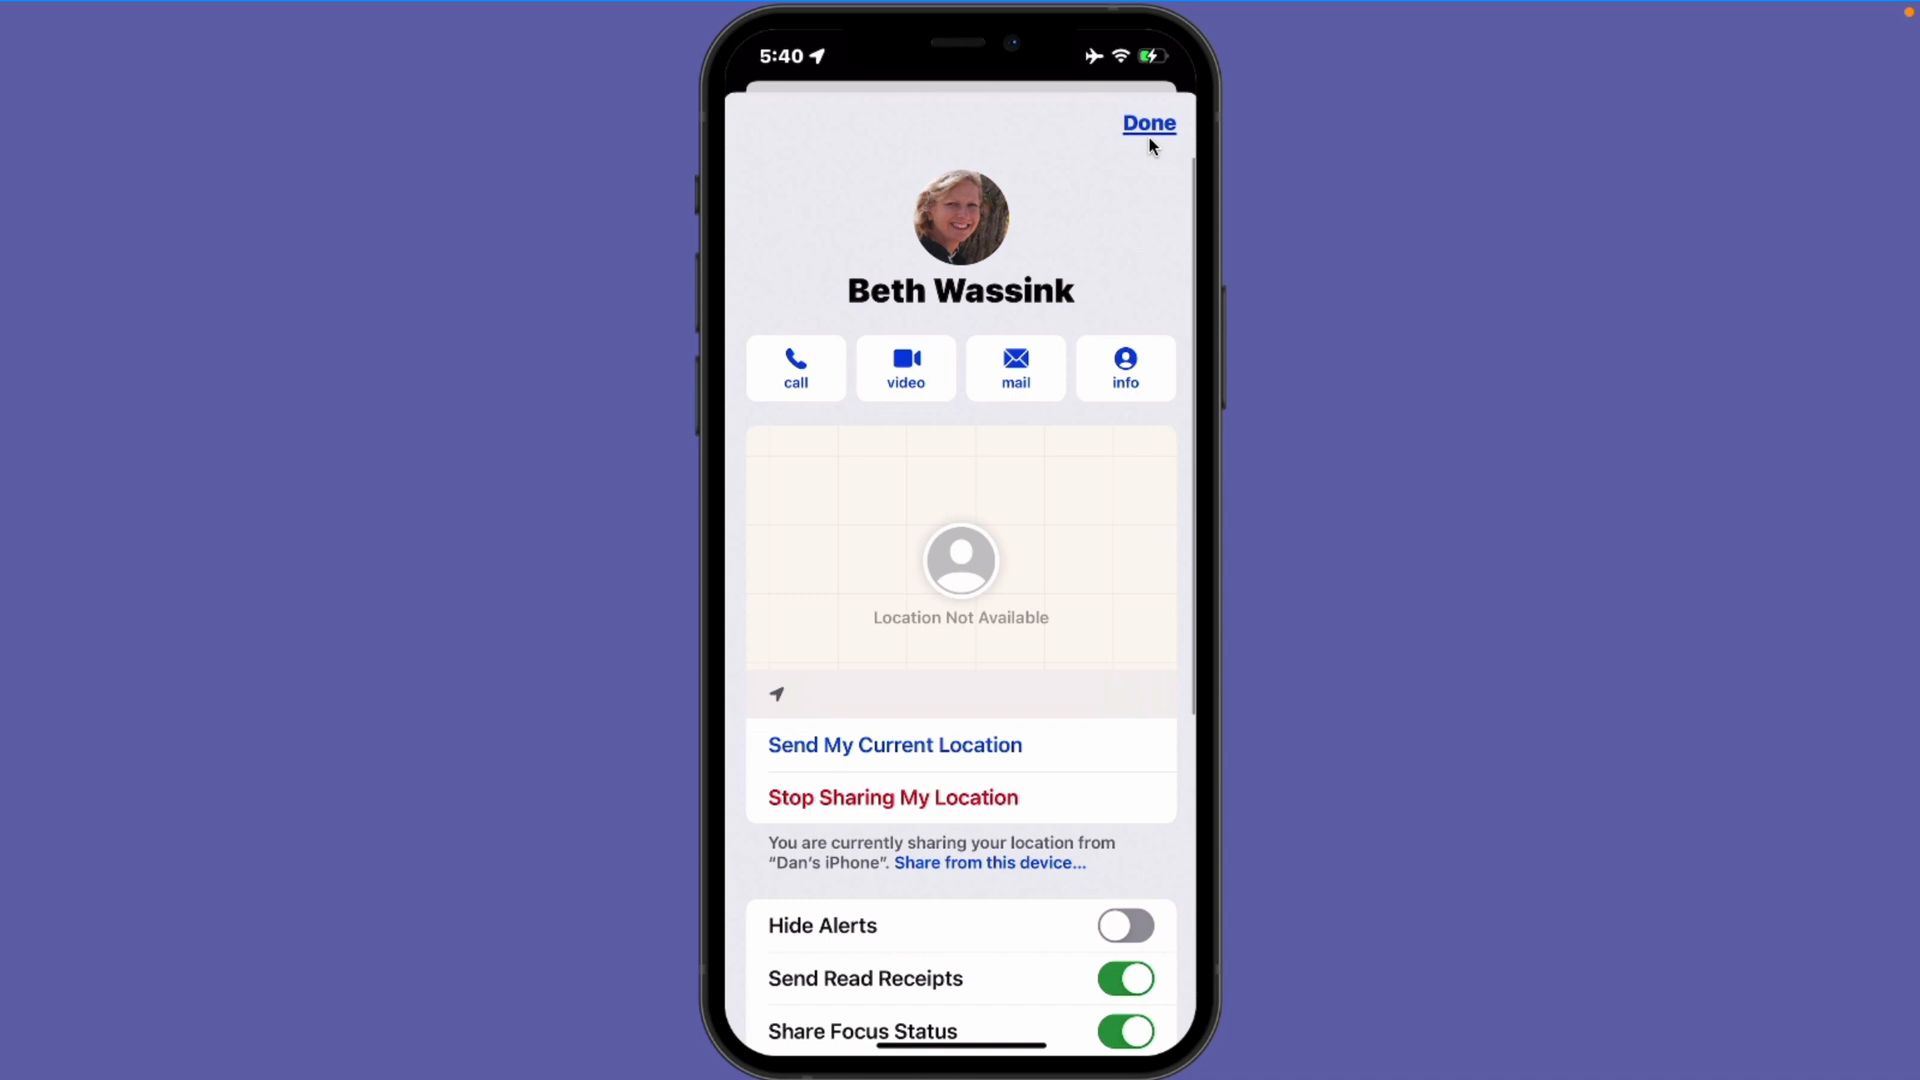 5:40
Done
Beth Wassink
call
video
mail
info
Location Not Available
Send My Current Location
Stop Sharing My Location
You are currently sharing your location from
“Dan’s iPhone”. Share from this device...
Hide Alerts
Send Read Receipts
Share Focus Status